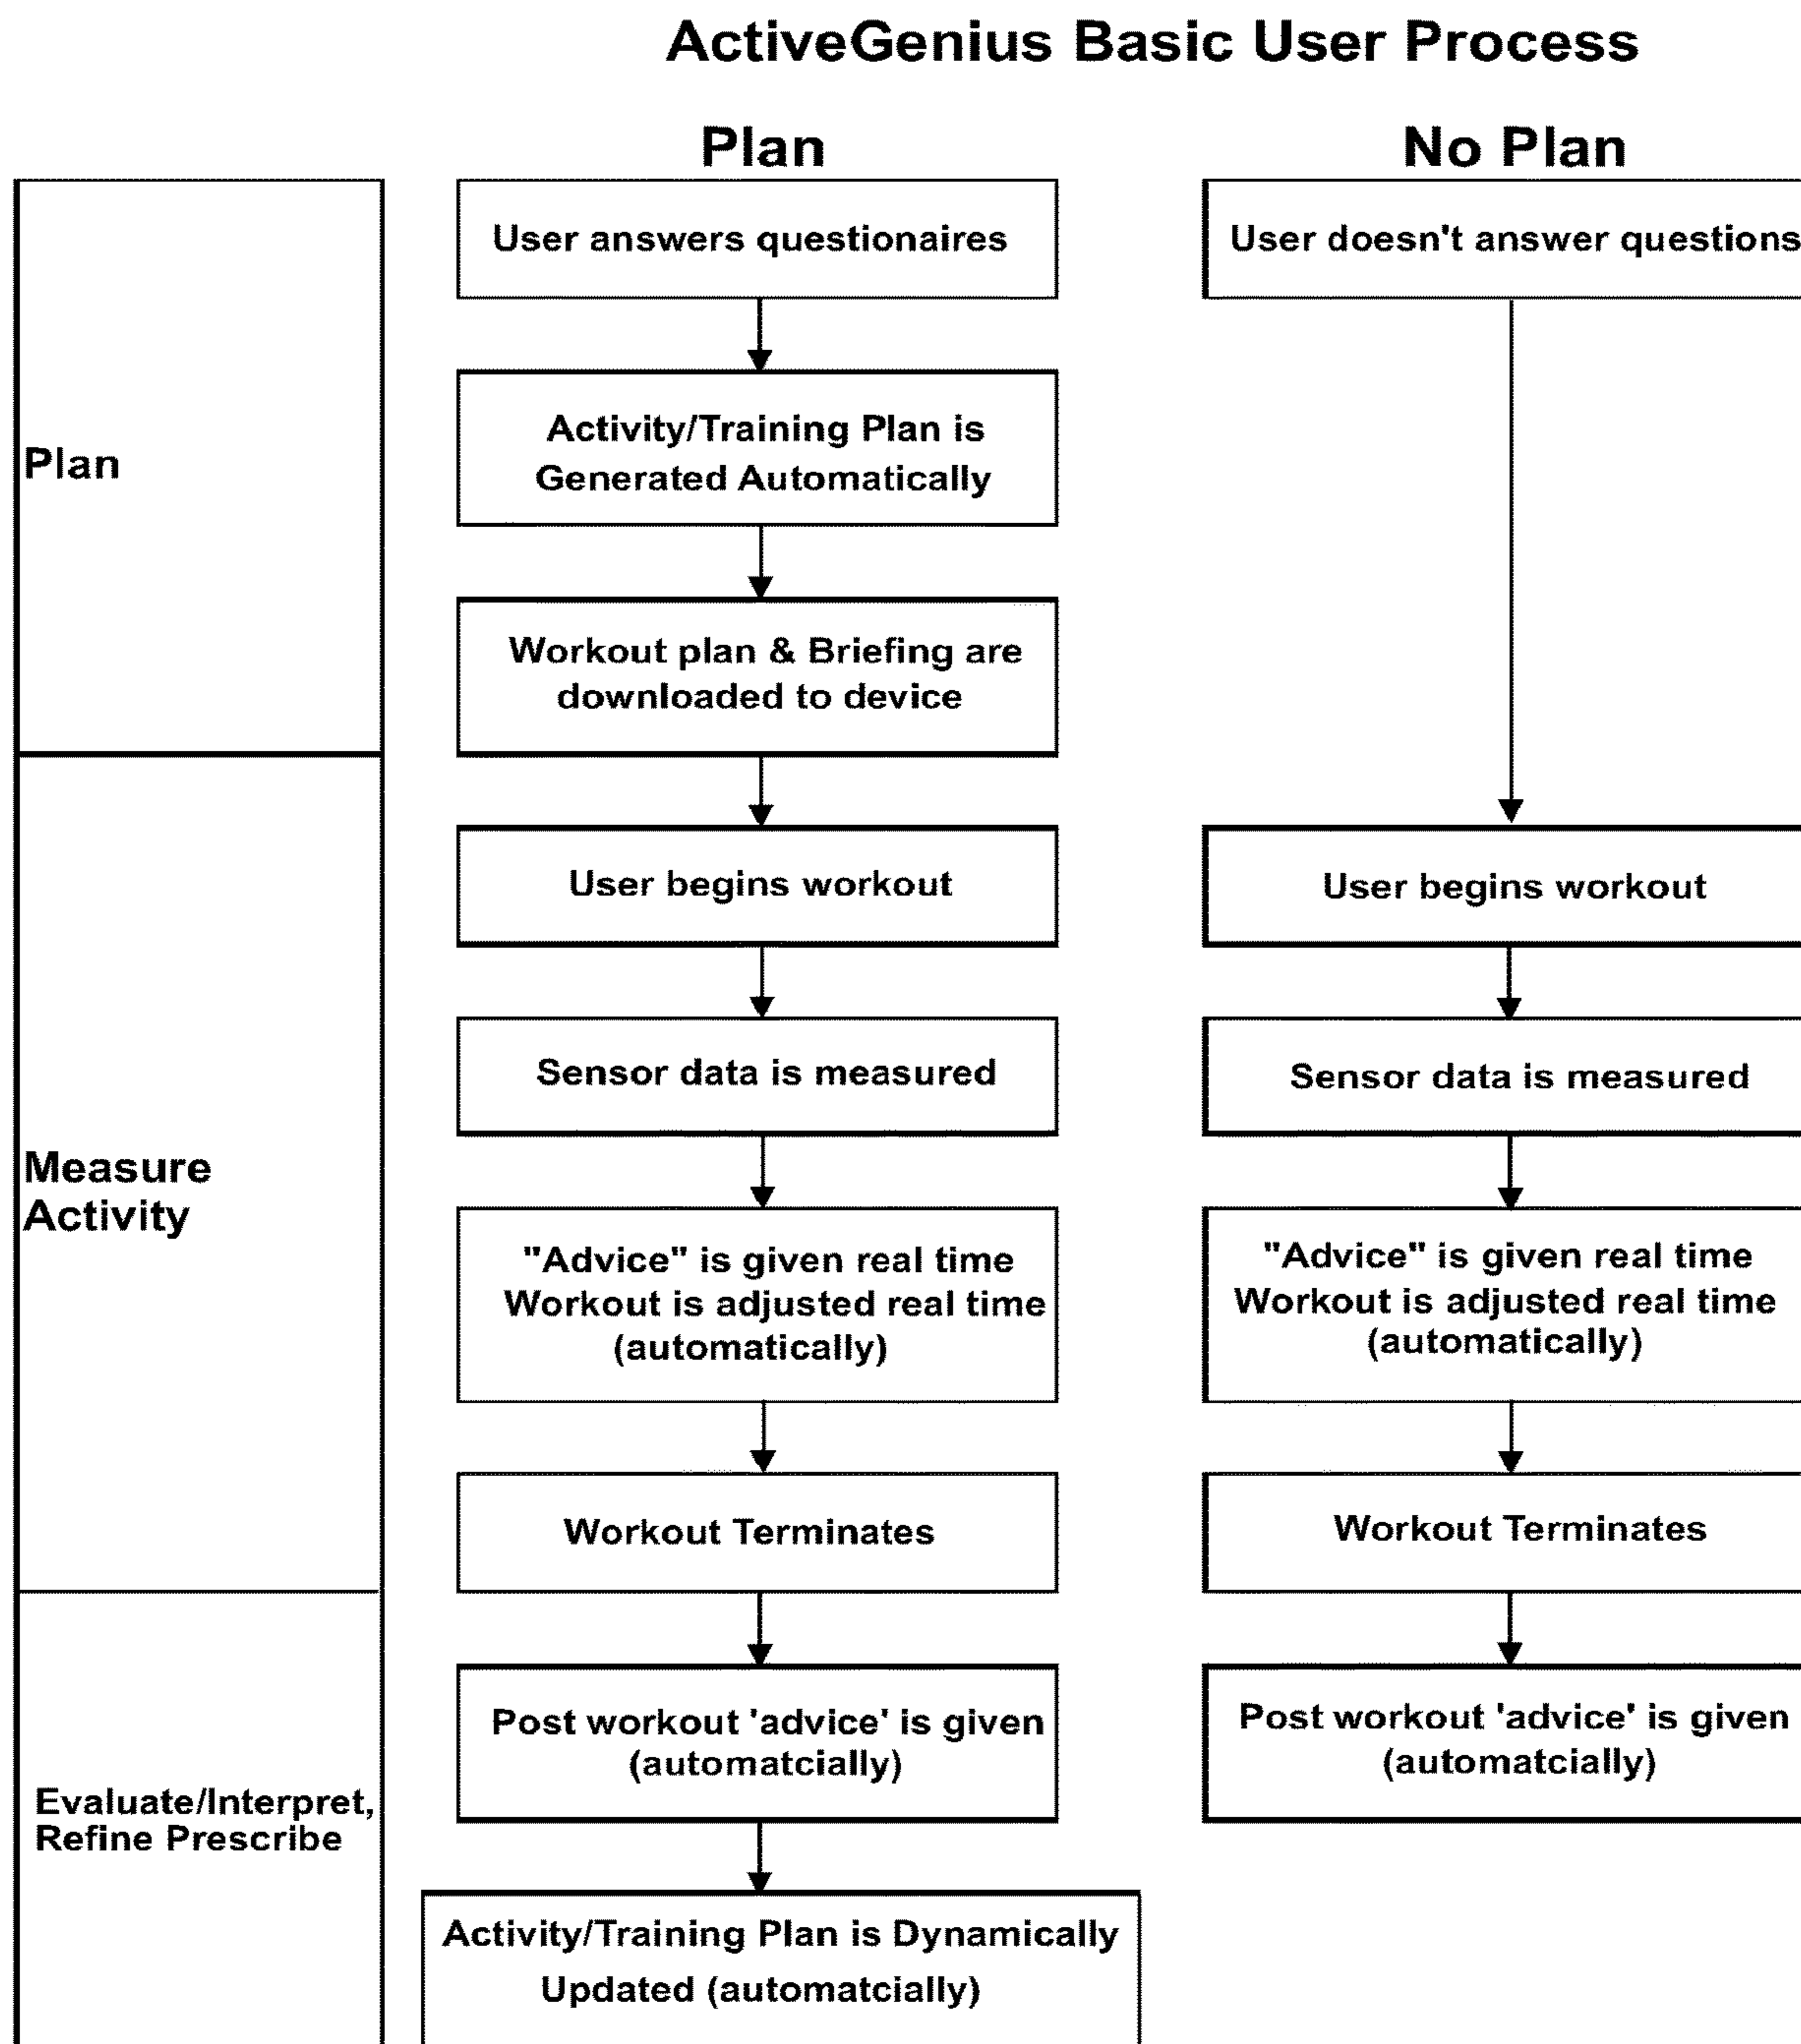 ActiveGenius Basic User Process
Plan
No Plan
Plan
User answers questionaires
Activity/Training Plan is
Generated Automatically
Workout plan & Briefing are
downloaded to device
User doesn't answer questions
Measure
Activity
User begins workout
Sensor data is measured
"Advice" is given real time
Workout is adjusted real time
(automatically)
Workout Terminates
User begins workout
Sensor data is measured
"Advice" is given real time
Workout is adjusted real time
(automatically)
Workout Terminates
Evaluate/Interpret,
Refine Prescribe
Post workout 'advice' is given
(automatcially)
Activity/Training Plan is Dynamically
Updated (automatcially)
Post workout 'advice' is given
(automatcially)